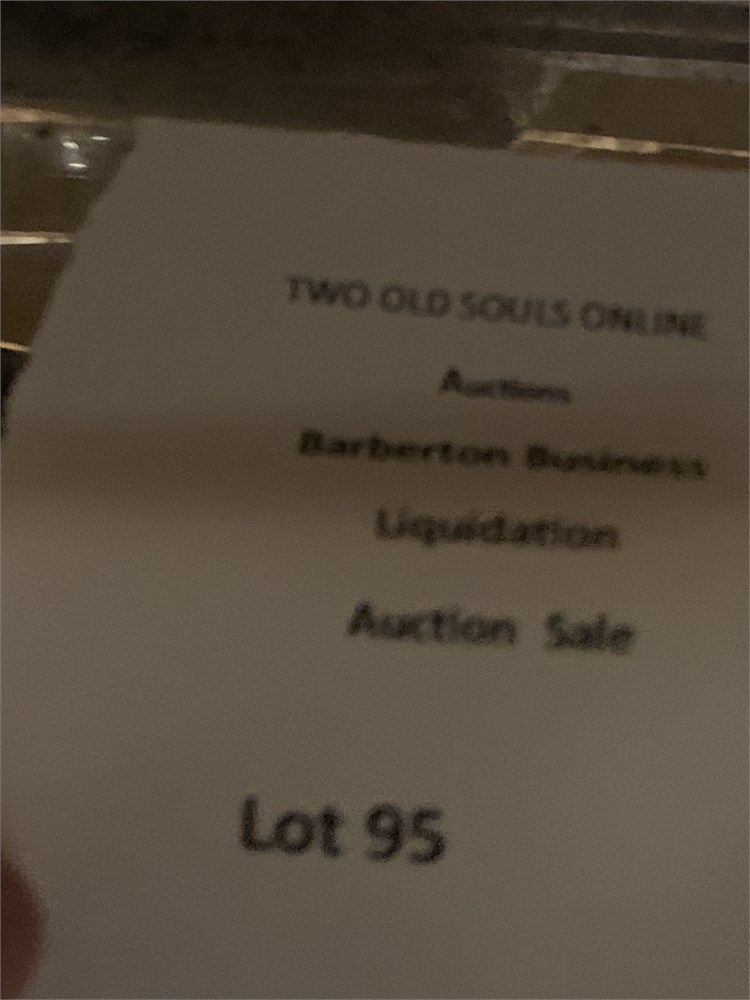 TWO OLD SOULS ONLINE
Auctions
Barberton Business
Liquidation
Auction Sale
Lot 95